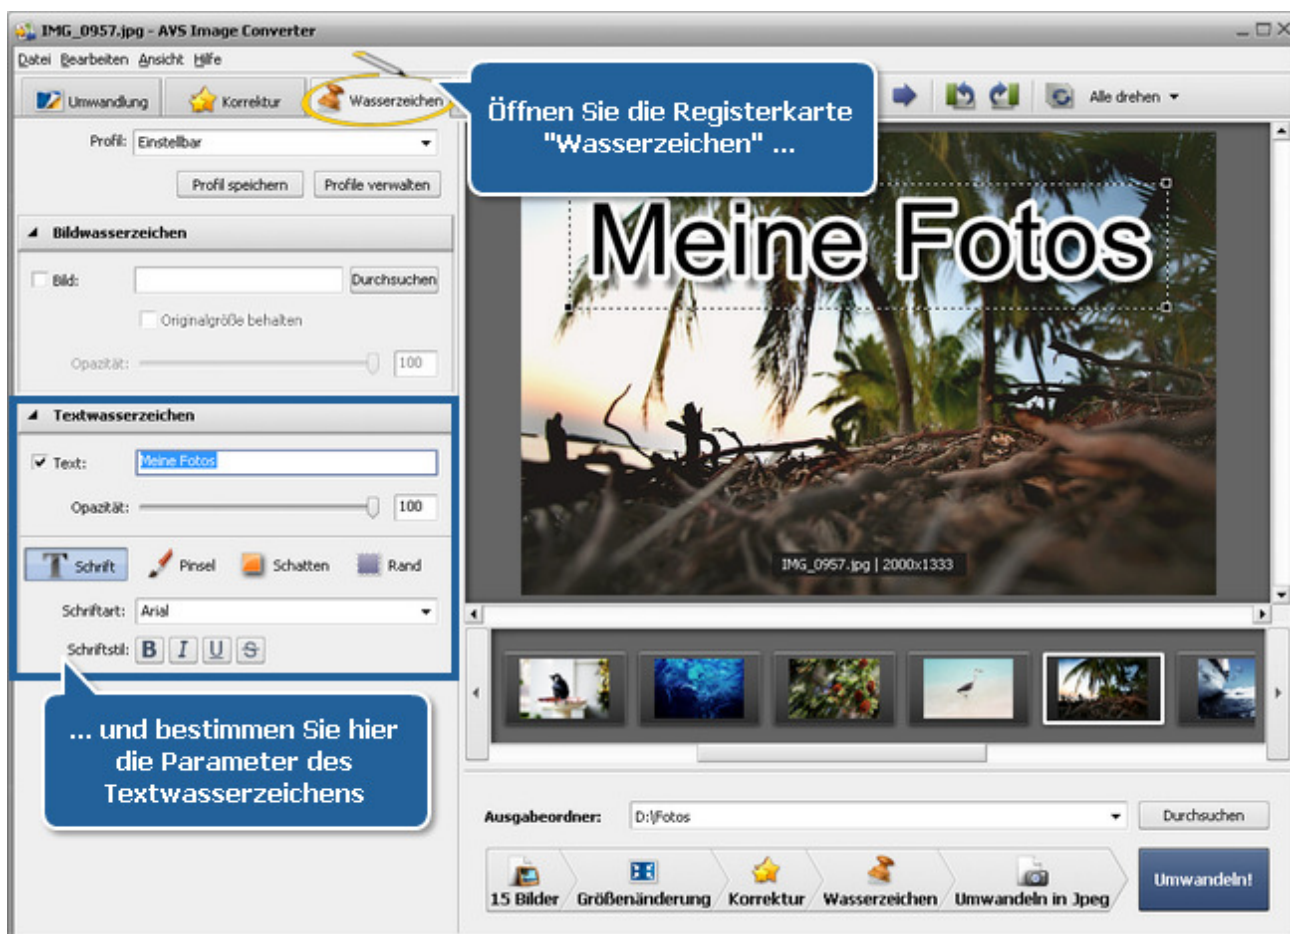 IMG_0957.jpg - AVS Image Converter
Datei Bearbeiten Ansicht Hilfe
Umwandlung Korrektur Wasserzeichen
Alle drehen
Öffnen Sie die Registerkarte
"Wasserzeichen" ...
Profil: Einstellbar
Profil speichern Profile verwalten
Bildwasserzeichen
Bild: Durchsuchen
Originalgröße behalten
Opazität: 100
Textwasserzeichen
Text: Meine Fotos
Opazität: 100
Schrift Pinsel Schatten Rand
Schriftart: Arial
Schriftstil: B I U S
... und bestimmen Sie hier
die Parameter des
Textwasserzeichens
Meine Fotos
IMG_0957.jpg | 2000x1333
Ausgabeordner: D:\Fotos Durchsuchen
15 Bilder Größenänderung Korrektur Wasserzeichen Umwandeln in Jpeg
Umwandeln!